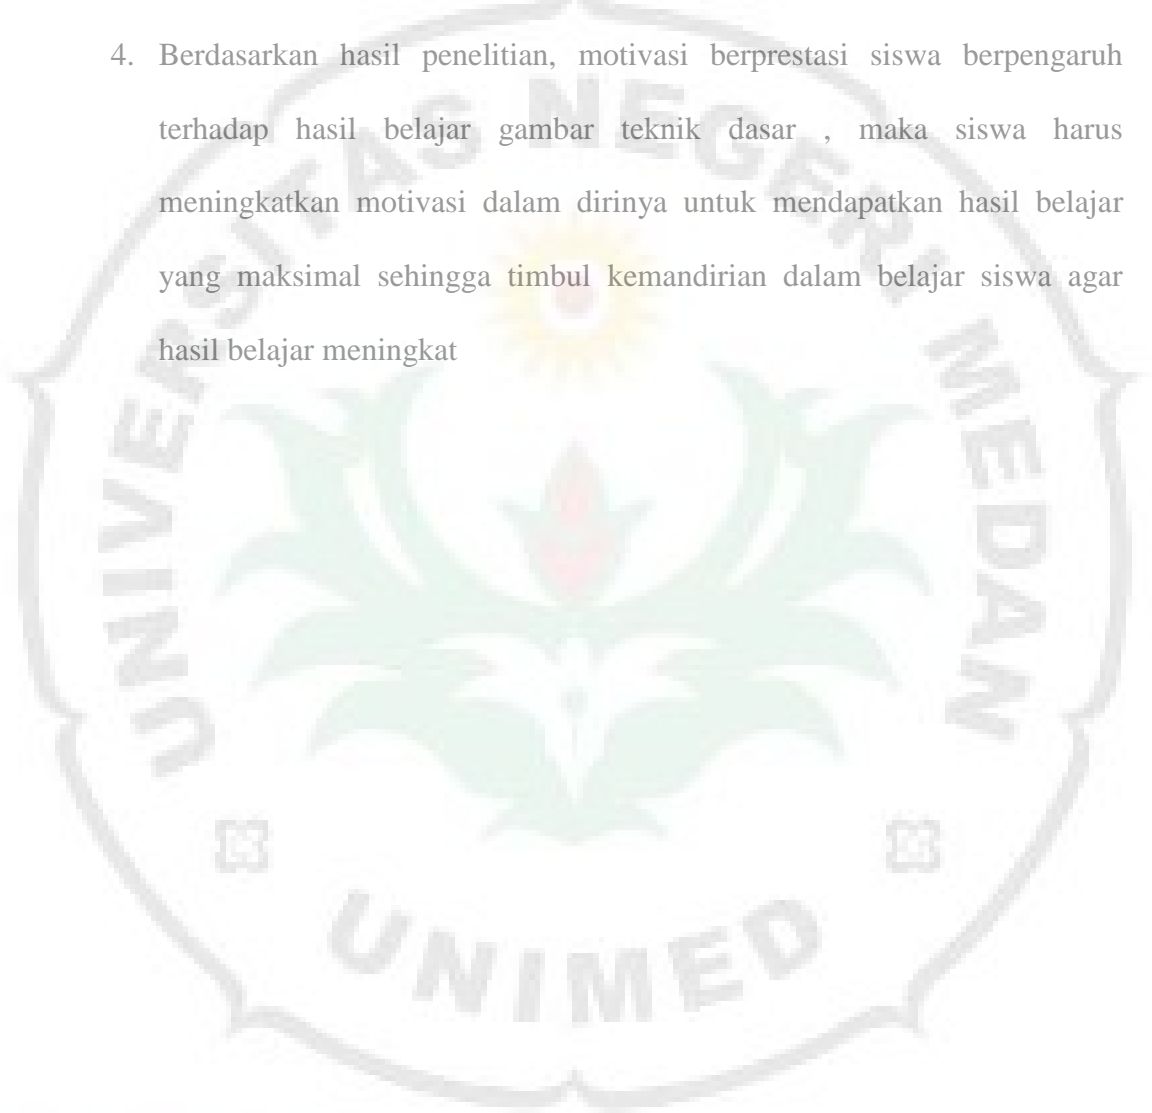 4. Berdasarkan hasil penelitian, motivasi berprestasi siswa berpengaruh
terhadap hasil belajar gambar teknik dasar , maka siswa harus
meningkatkan motivasi dalam dirinya untuk mendapatkan hasil belajar
yang maksimal sehingga timbul kemandirian dalam belajar siswa agar
hasil belajar meningkat
UNIVERSITAS NEGERI MEDAN
UNIMED